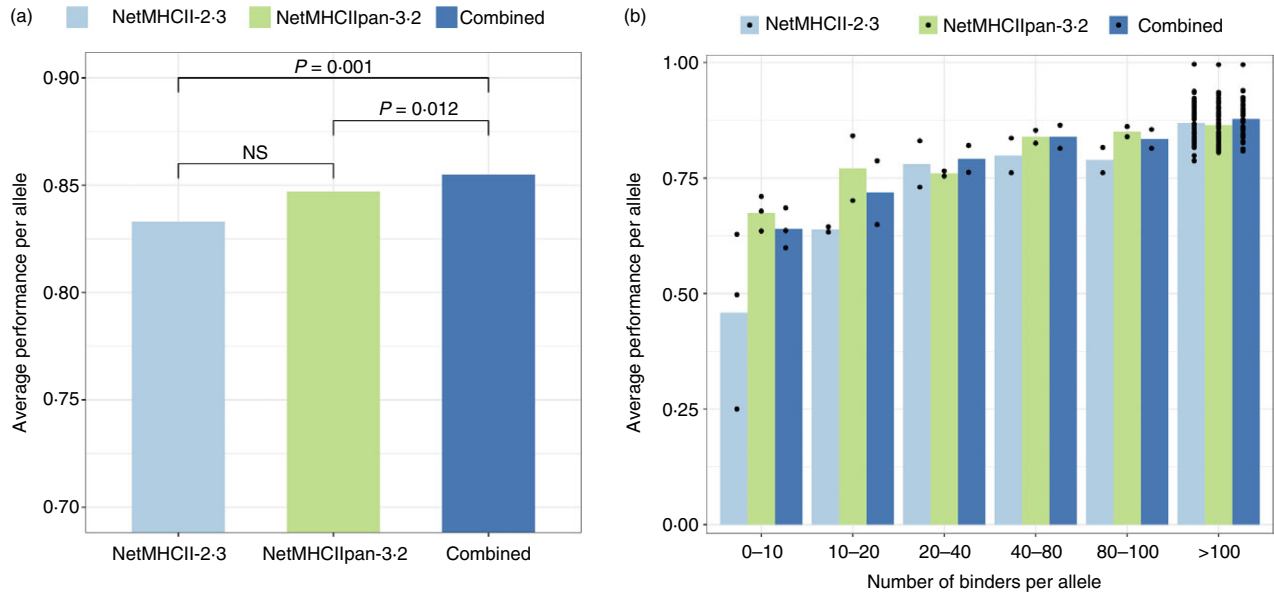 (a)
NetMHCII-2·3 NetMHCIIpan-3·2 Combined
Average performance per allele
0·90
0·85
0·80
0·75
0·70
P = 0·001
P = 0·012
NS
NetMHCII-2·3 NetMHCIIpan-3·2 Combined
(b)
NetMHCII-2·3 NetMHCIIpan-3·2 Combined
Average performance per allele
1·00
0·75
0·50
0·25
0·00
0–10 10–20 20–40 40–80 80–100 >100
Number of binders per allele